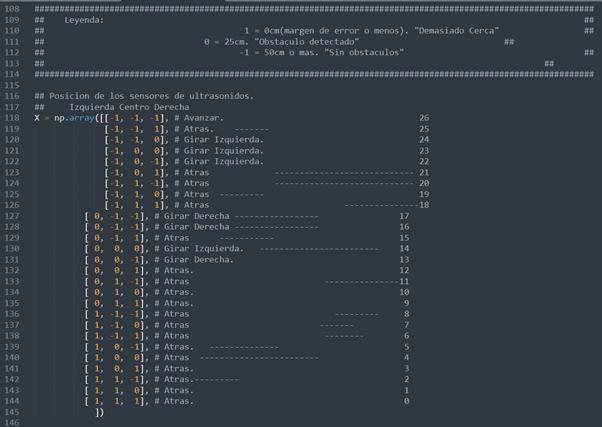 108 ##############################################################################################################
109 ## Leyenda: ##
110 ## 1 = 0cm(margen de error o menos). "Demasiado Cerca" ##
111 ## 0 = 25cm. "Obstaculo detectado" ##
112 ## -1 = 50cm o mas. "Sin obstaculos" ##
113 ## ##
114 ##############################################################################################################
115
116 ## Posicion de los sensores de ultrasonidos.
117 ## Izquierda Centro Derecha
118 X = np.array([[-1, -1, -1], # Avanzar. 26
119 [-1, -1, 1], # Atras. ------- 25
120 [-1, -1, 0], # Girar Izquierda. 24
121 [-1, 0, 0], # Girar Izquierda. 23
122 [-1, 0, -1], # Girar Izquierda. 22
123 [-1, 0, 1], # Atras ---------------------------- 21
124 [-1, 1, -1], # Atras ---------------------------- 20
125 [-1, 1, 0], # Atras --------- 19
126 [-1, 1, 1], # Atras ---------------18
127 [ 0, -1, -1], # Girar Derecha ----------------- 17
128 [ 0, -1, -1], # Girar Derecha ----------------- 16
129 [ 0, -1, 1], # Atras ----------- 15
130 [ 0, 0, 0], # Girar Izquierda. ------------------------ 14
131 [ 0, 0, -1], # Girar Derecha. 13
132 [ 0, 0, 1], # Atras. 12
133 [ 0, 1, -1], # Atras ---------------11
134 [ 0, 1, 0], # Atras. 10
135 [ 0, 1, 1], # Atras. 9
136 [ 1, -1, -1], # Atras --------- 8
137 [ 1, -1, 0], # Atras ------- 7
138 [ 1, -1, 1], # Atras -------- 6
139 [ 1, 0, -1], # Atras. -------------- 5
140 [ 1, 0, 0], # Atras ------------------------ 4
141 [ 1, 0, 1], # Atras. 3
142 [ 1, 1, -1], # Atras.--------- 2
143 [ 1, 1, 0], # Atras. 1
144 [ 1, 1, 1], # Atras. 0
145 ])
146